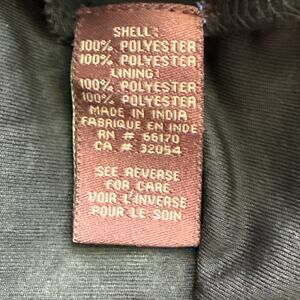 SHELL:
100% POLYESTER
100% POLYESTER
LINING:
100% POLYESTER
100% POLYESTER
MADE IN INDIA
FABRIQUE EN INDE
RN # 66170
CA # 32054
SEE REVERSE
FOR CARE
VOIR L'INVERSE
POUR LE SOIN